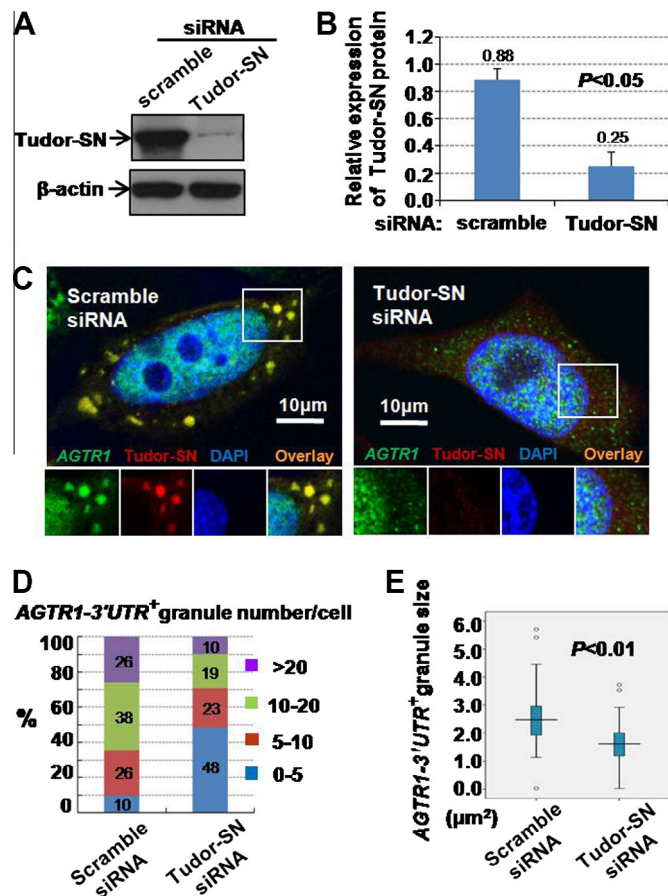 A
siRNA
scramble
Tudor-SN
Tudor-SN
β-actin
B
Relative expression
of Tudor-SN protein
1.2
1.0
0.8
0.6
0.4
0.2
0.0
0.88
P<0.05
0.25
siRNA: scramble Tudor-SN
C
Scramble
siRNA
10μm
AGTR1 Tudor-SN DAPI Overlay
Tudor-SN
siRNA
10μm
AGTR1 Tudor-SN DAPI Overlay
D
AGTR1-3'UTR+ granule number/cell
%
100
80
60
40
20
0
26
38
26
10
10
19
23
48
>20
10-20
5-10
0-5
Scramble
siRNA
Tudor-SN
siRNA
E
AGTR1-3'UTR+ granule size
(μm²)
6.0
5.0
4.0
3.0
2.0
1.0
0.0
P<0.01
Scramble
siRNA
Tudor-SN
siRNA